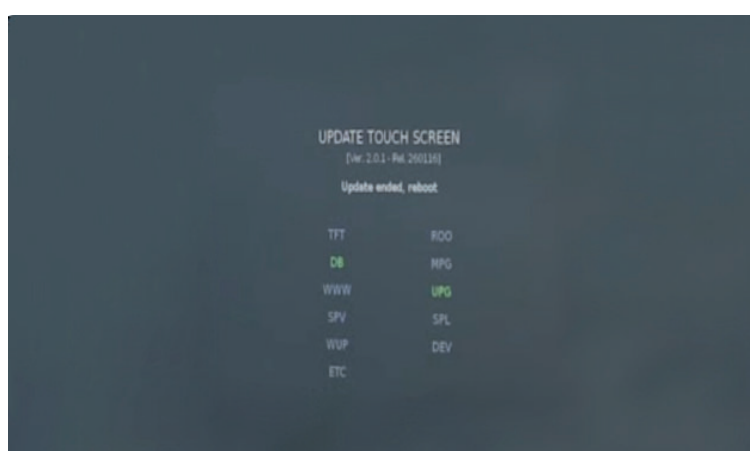 UPDATE TOUCH SCREEN
[Ver. 2.0.1 - Rel. 260116]
Update ended, reboot
TFT ROO
DB MPG
WWW UPG
SPV SPL
WUP DEV
ETC